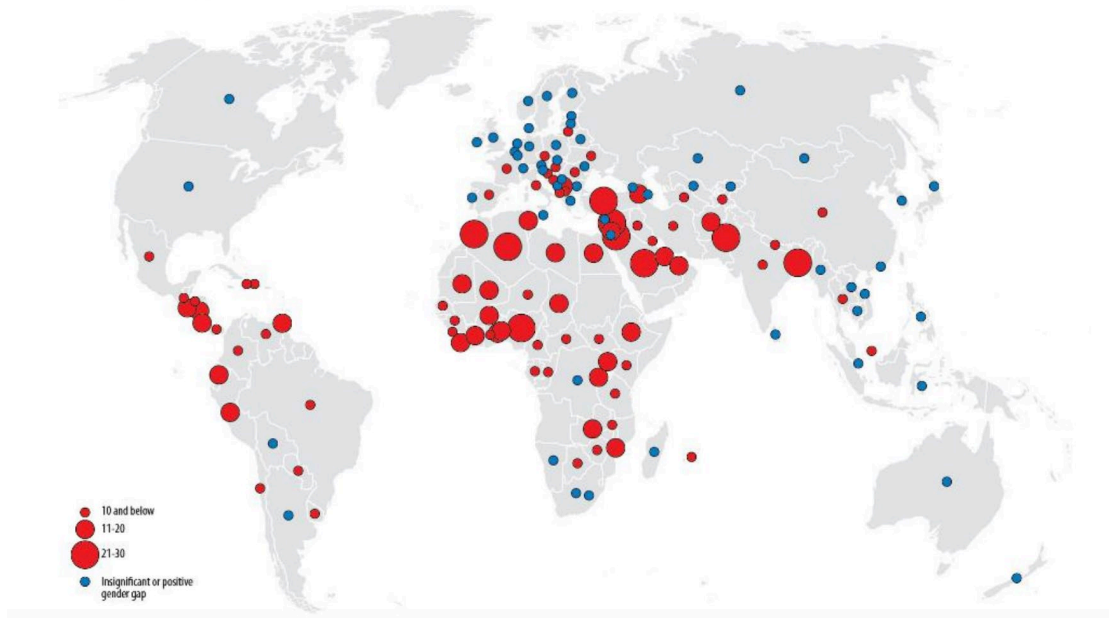 10 and below
11-20
21-30
Insignificant or positive
gender gap